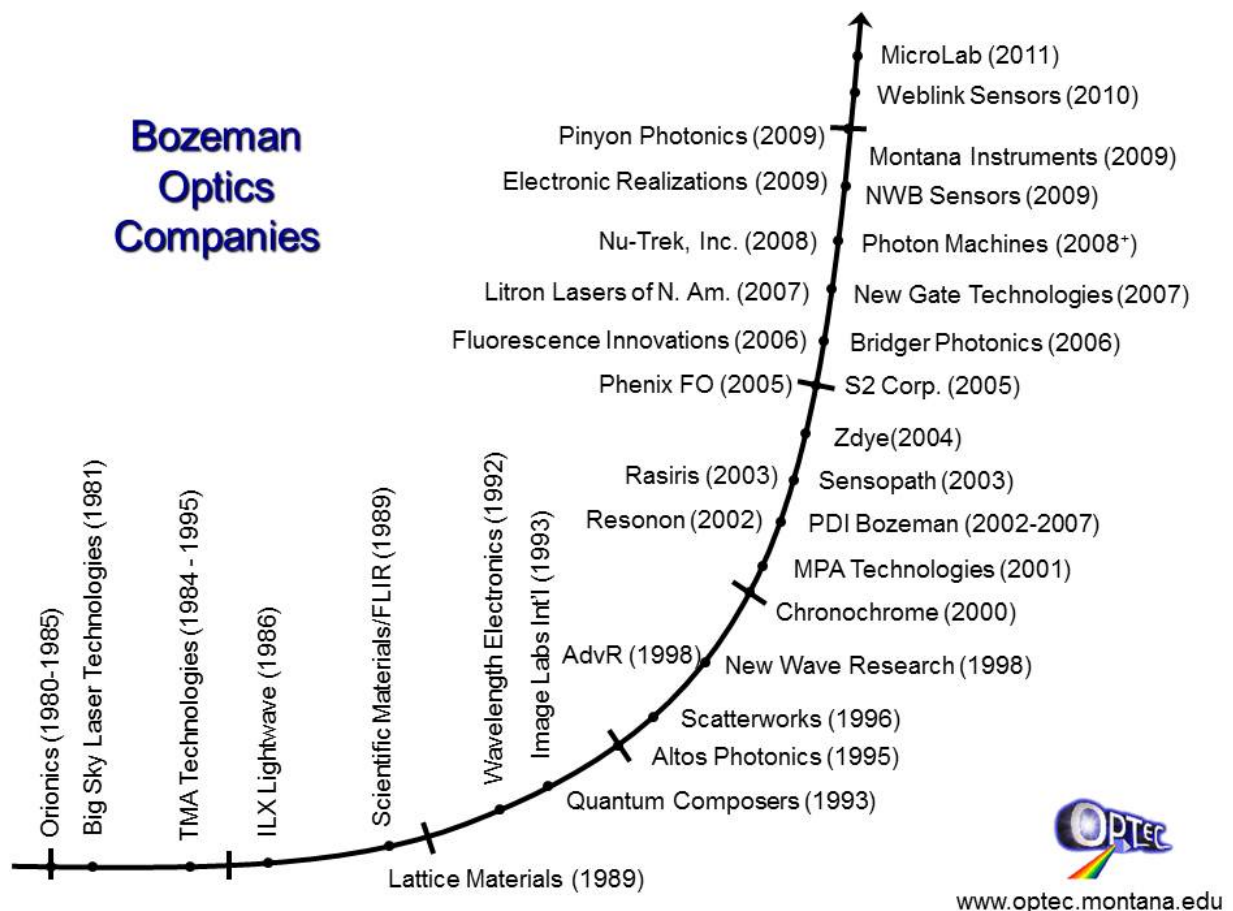 Bozeman
Optics
Companies
MicroLab (2011)
Weblink Sensors (2010)
Pinyon Photonics (2009)
Montana Instruments (2009)
Electronic Realizations (2009)
NWB Sensors (2009)
Nu-Trek, Inc. (2008)
Photon Machines (2008⁺)
Litron Lasers of N. Am. (2007)
New Gate Technologies (2007)
Fluorescence Innovations (2006)
Bridger Photonics (2006)
Phenix FO (2005)
S2 Corp. (2005)
Zdye(2004)
Rasiris (2003)
Sensopath (2003)
Resonon (2002)
PDI Bozeman (2002-2007)
MPA Technologies (2001)
Chronochrome (2000)
AdvR (1998)
New Wave Research (1998)
Scatterworks (1996)
Altos Photonics (1995)
Quantum Composers (1993)
Orionics (1980-1985)
Big Sky Laser Technologies (1981)
TMA Technologies (1984 - 1995)
ILX Lightwave (1986)
Scientific Materials/FLIR (1989)
Wavelength Electronics (1992)
Image Labs Int'l (1993)
Lattice Materials (1989)
OPTEC
www.optec.montana.edu